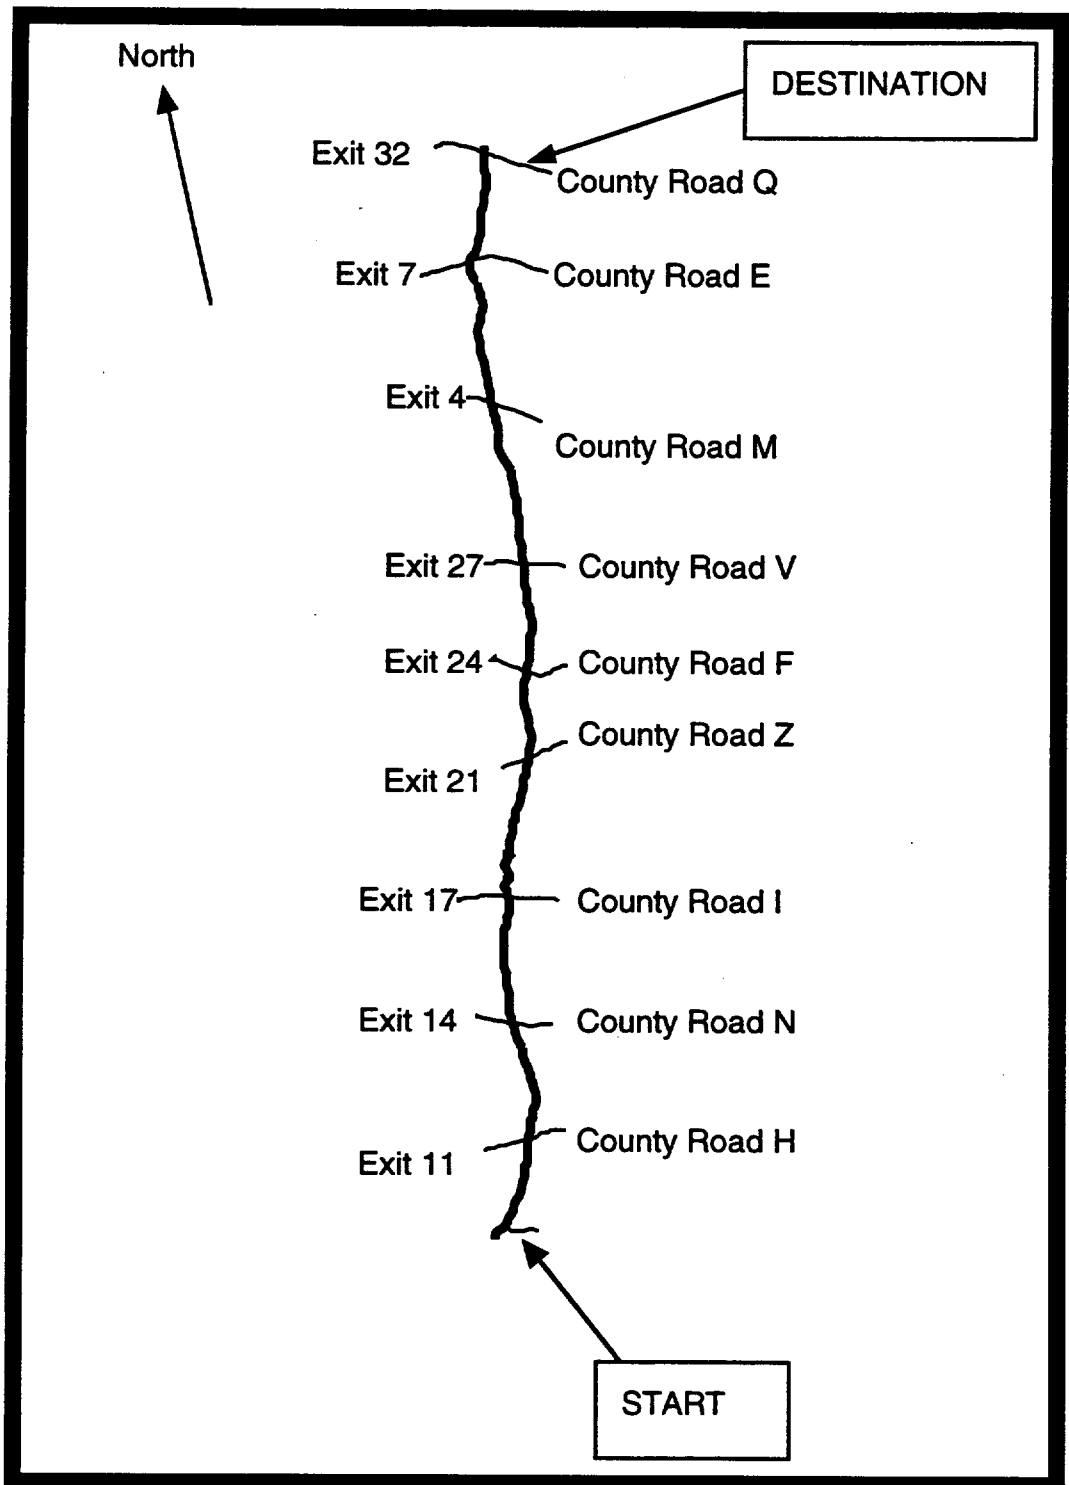 North
DESTINATION
Exit 32
County Road Q
Exit 7
County Road E
Exit 4
County Road M
Exit 27
County Road V
Exit 24
County Road F
County Road Z
Exit 21
Exit 17
County Road I
Exit 14
County Road N
County Road H
Exit 11
START